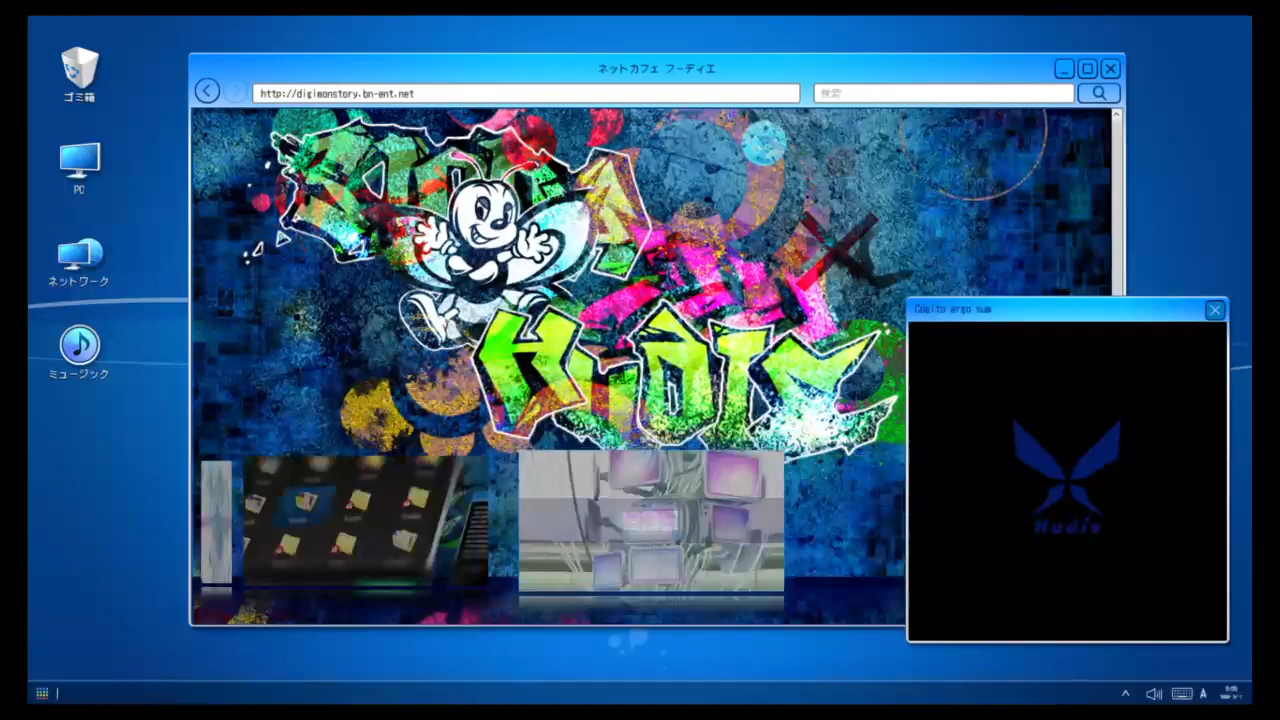 ゴミ箱
PC
ネットワーク
ミュージック
ネットカフェ フーディエ
http://digimonstory.bn-ent.net
検索
Hudie
Cogito ergo sum
Hudie
A